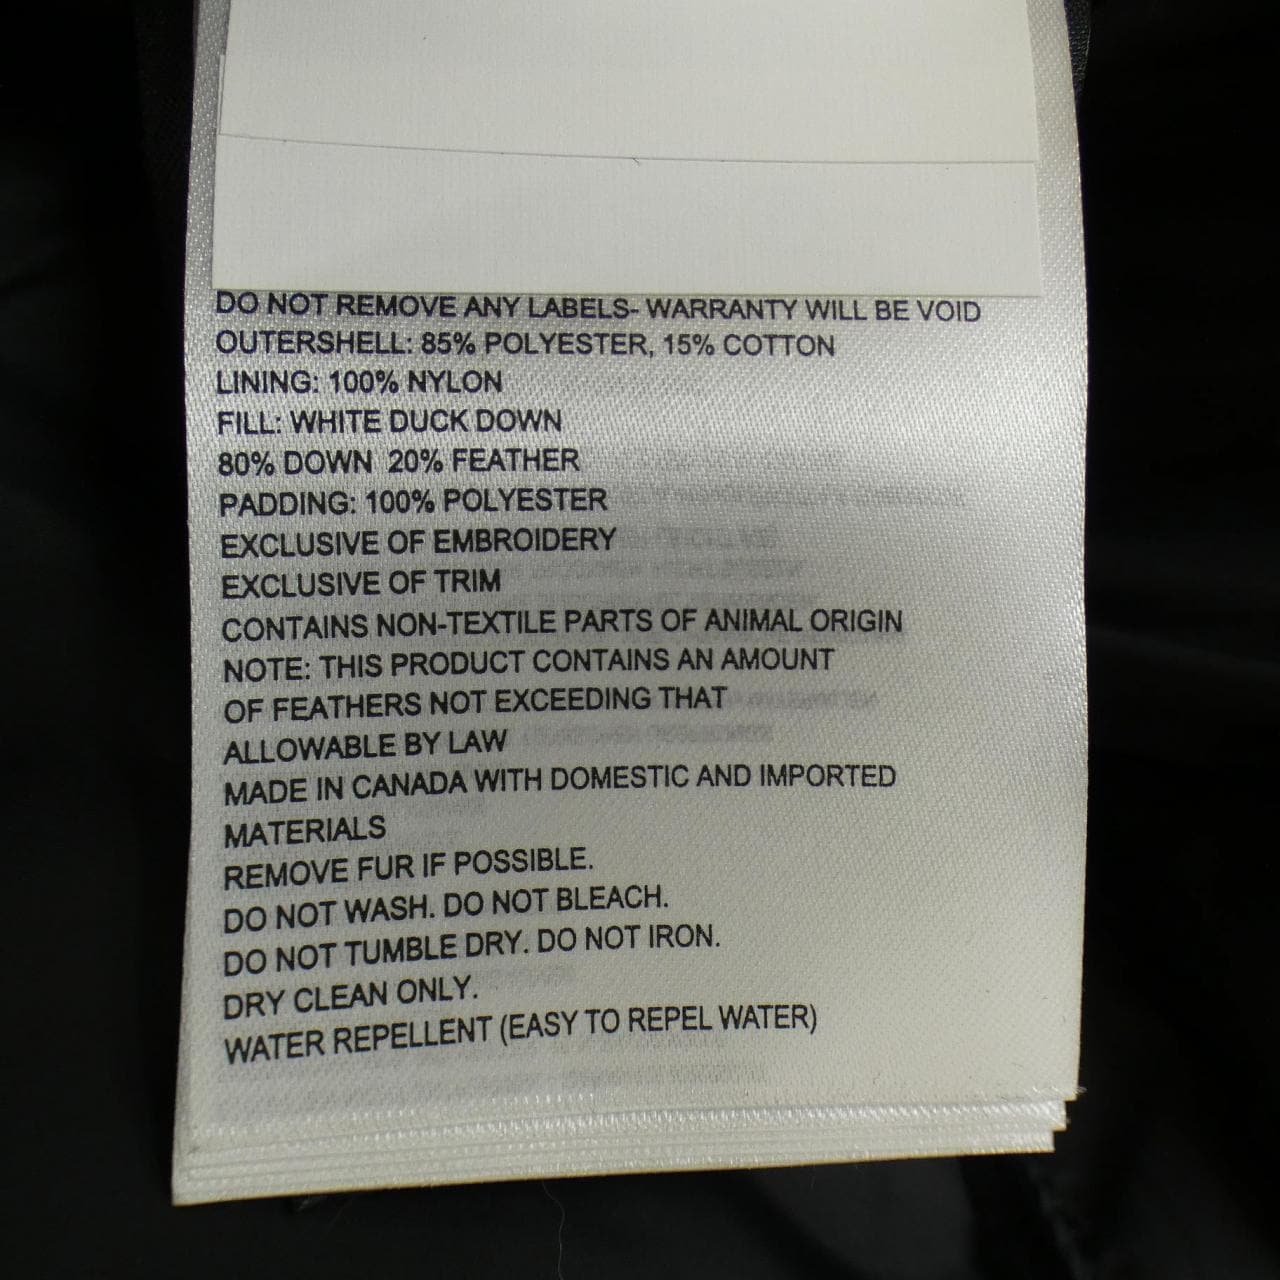 DO NOT REMOVE ANY LABELS- WARRANTY WILL BE VOID
OUTERSHELL: 85% POLYESTER, 15% COTTON
LINING: 100% NYLON
FILL: WHITE DUCK DOWN
80% DOWN 20% FEATHER
PADDING: 100% POLYESTER
EXCLUSIVE OF EMBROIDERY
EXCLUSIVE OF TRIM
CONTAINS NON-TEXTILE PARTS OF ANIMAL ORIGIN
NOTE: THIS PRODUCT CONTAINS AN AMOUNT
OF FEATHERS NOT EXCEEDING THAT
ALLOWABLE BY LAW
MADE IN CANADA WITH DOMESTIC AND IMPORTED
MATERIALS
REMOVE FUR IF POSSIBLE.
DO NOT WASH. DO NOT BLEACH.
DO NOT TUMBLE DRY. DO NOT IRON.
DRY CLEAN ONLY.
WATER REPELLENT (EASY TO REPEL WATER)